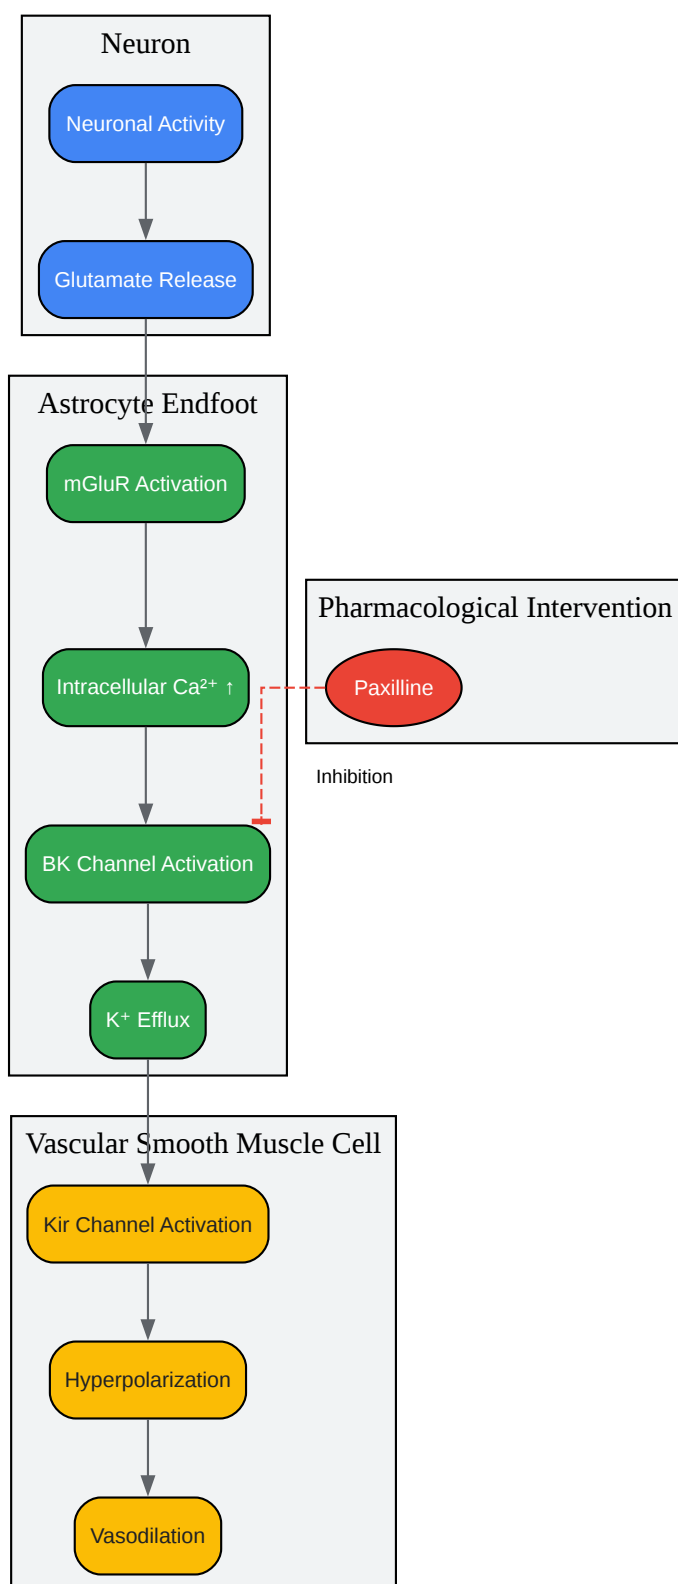 Neuron
Neuronal Activity
Glutamate Release
Astrocyte Endfoot
mGluR Activation
Pharmacological Intervention
Intracellular Ca²⁺ ↑
Paxilline
Inhibition
BK Channel Activation
K⁺ Efflux
Vascular Smooth Muscle Cell
Kir Channel Activation
Hyperpolarization
Vasodilation